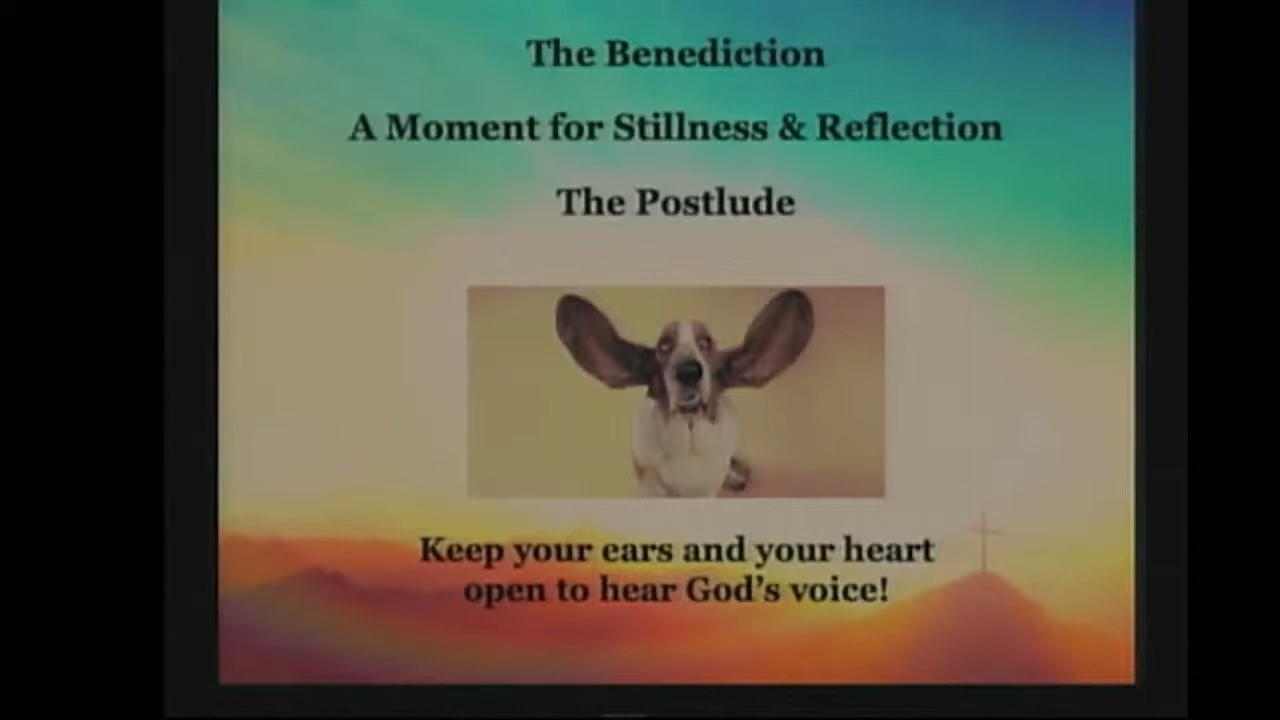 The Benediction
A Moment for Stillness & Reflection
The Postlude
Keep your ears and your heart
open to hear God's voice!